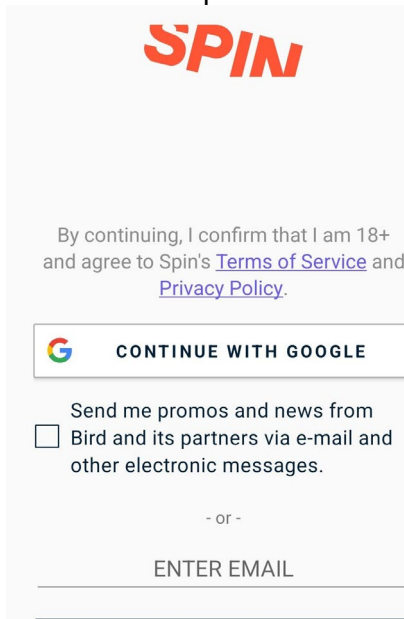 SPIN
By continuing, I confirm that I am 18+
and agree to Spin's Terms of Service and
Privacy Policy.
CONTINUE WITH GOOGLE
Send me promos and news from
Bird and its partners via e-mail and
other electronic messages.
- or -
ENTER EMAIL